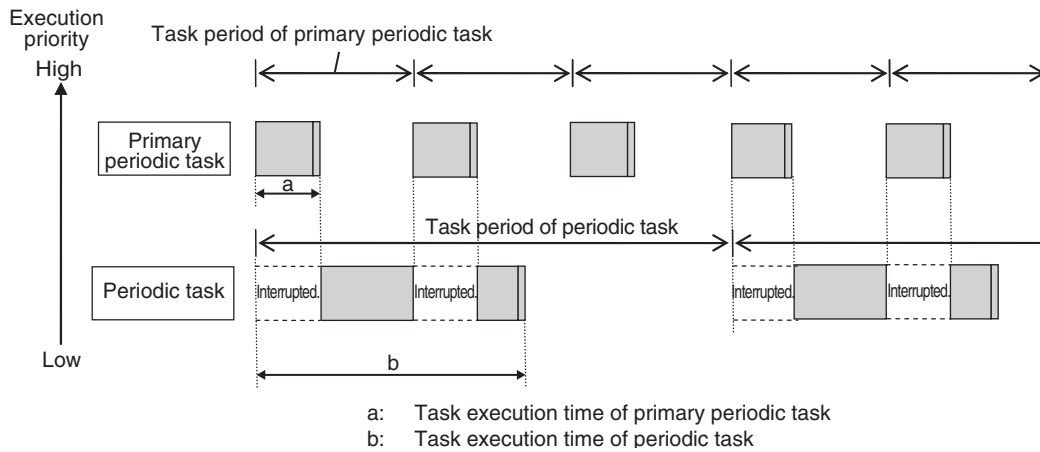 Execution
priority
High
Task period of primary periodic task
Primary
periodic task
a
Task period of periodic task
Periodic task
Interrupted.
Interrupted.
Interrupted.
Interrupted.
Low
b
a: Task execution time of primary periodic task
b: Task execution time of periodic task